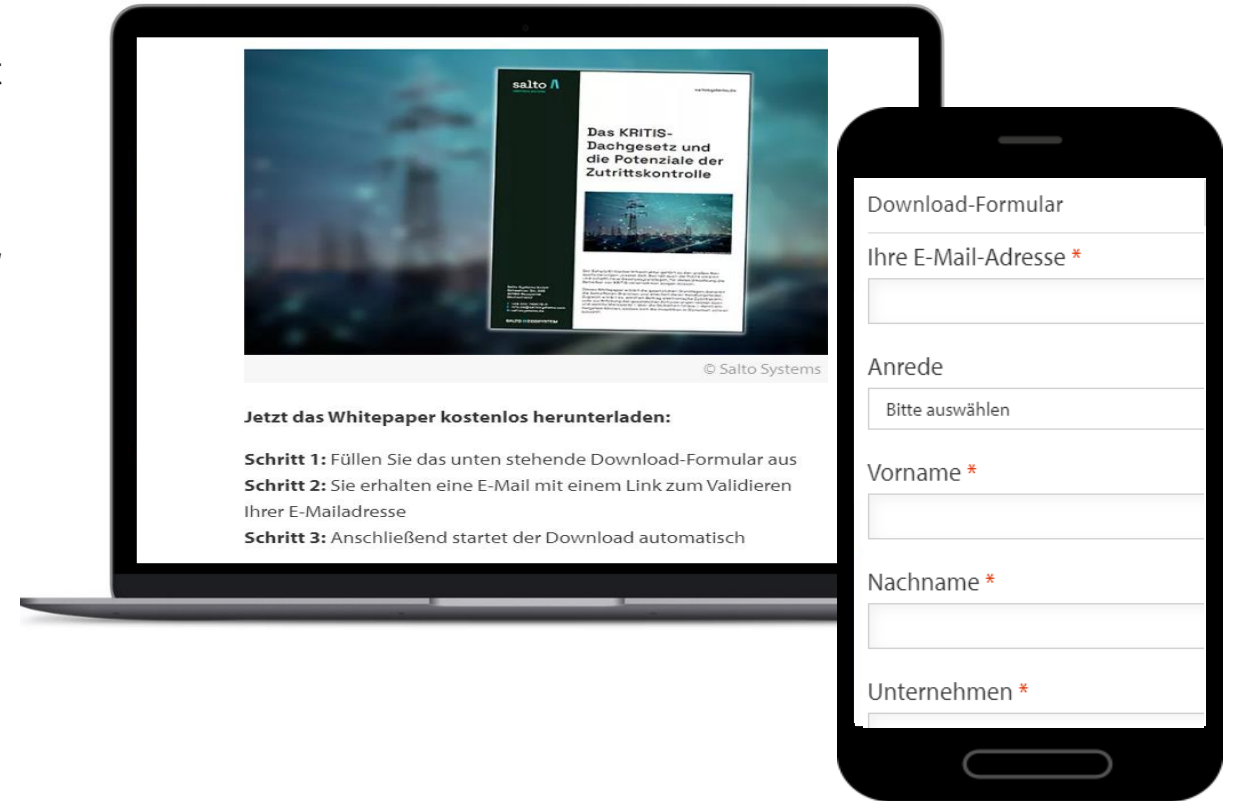 salto
Das KRITIS-
Dachgesetz und
die Potenziale der
Zutrittskontrolle
© Salto Systems
Jetzt das Whitepaper kostenlos herunterladen:
Schritt 1: Füllen Sie das unten stehende Download-Formular aus
Schritt 2: Sie erhalten eine E-Mail mit einem Link zum Validieren
Ihrer E-Mailadresse
Schritt 3: Anschließend startet der Download automatisch
Download-Formular
Ihre E-Mail-Adresse *
Anrede
Bitte auswählen
Vorname *
Nachname *
Unternehmen *